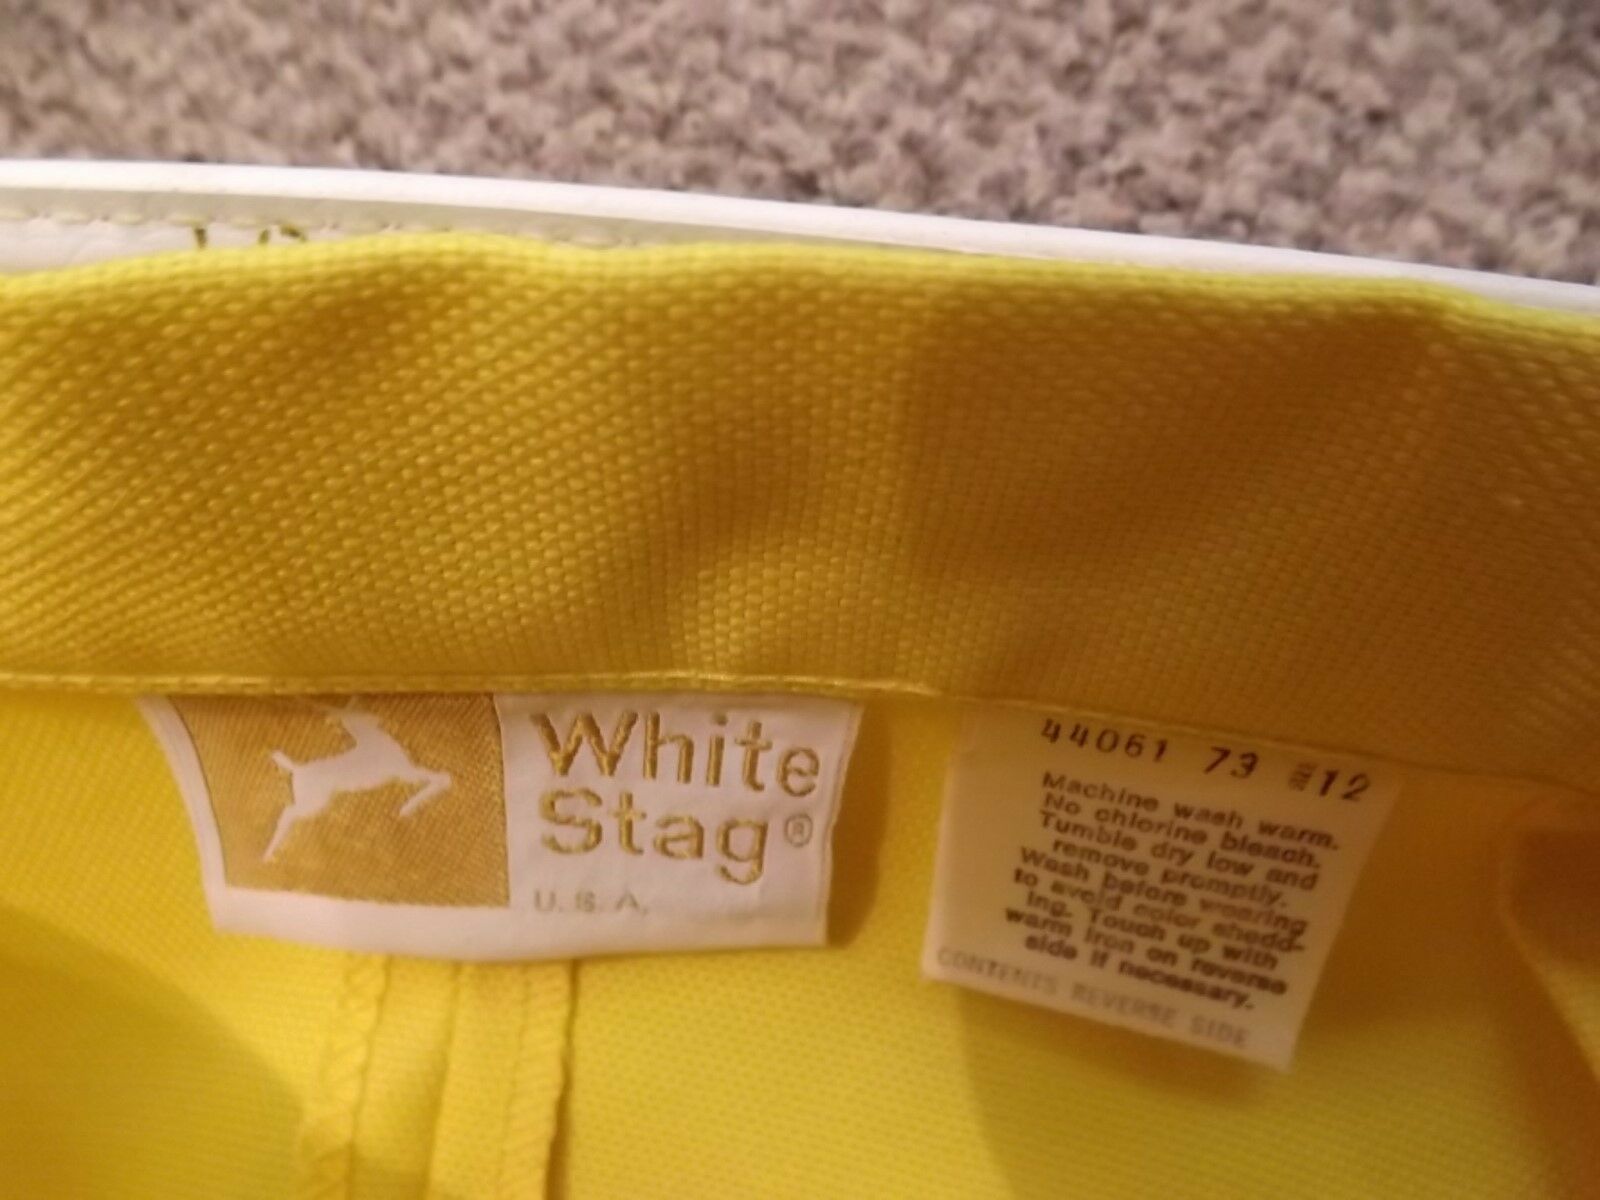 White
Stag®
U.S.A.
44061 73 SIZE 12
Machine wash warm.
No chlorine bleach.
Tumble dry low and
remove promptly.
Wash before wearing
to avoid color shedd-
ing. Touch up with
warm iron on reverse
side if necessary.
CONTENTS REVERSE SIDE